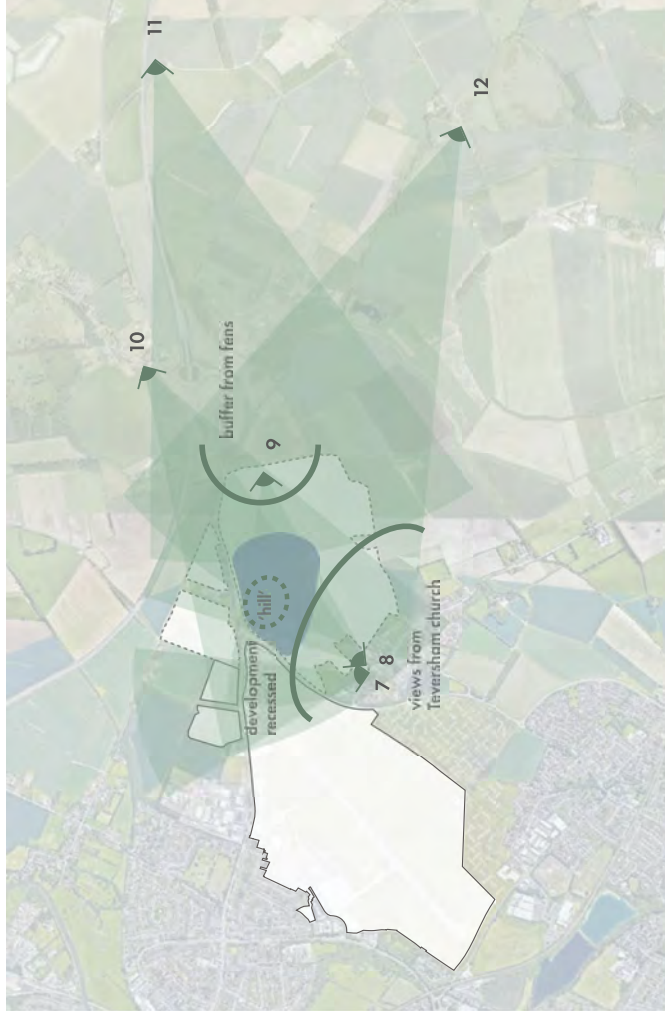 11
12
10
buffer from fens
9
'hill'
development
recessed
7
8
views from
Teversham church